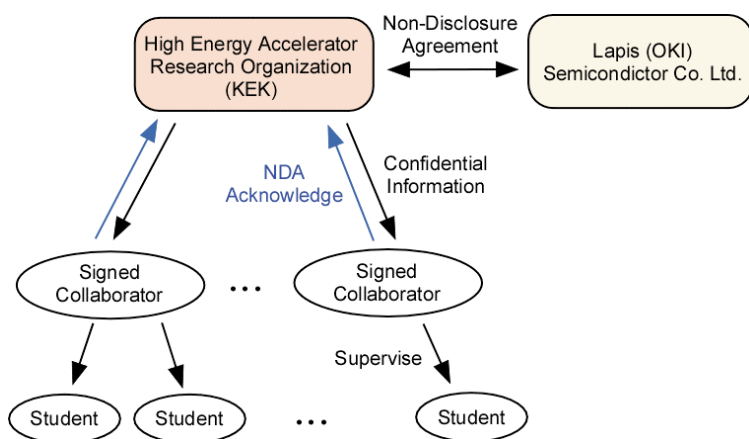 High Energy Accelerator
Research Organization
(KEK)
Non-Disclosure
Agreement
Lapis (OKI)
Semicondictor Co. Ltd.
NDA
Acknowledge
Confidential
Information
Signed
Collaborator
...
Signed
Collaborator
Supervise
Student
Student
...
Student